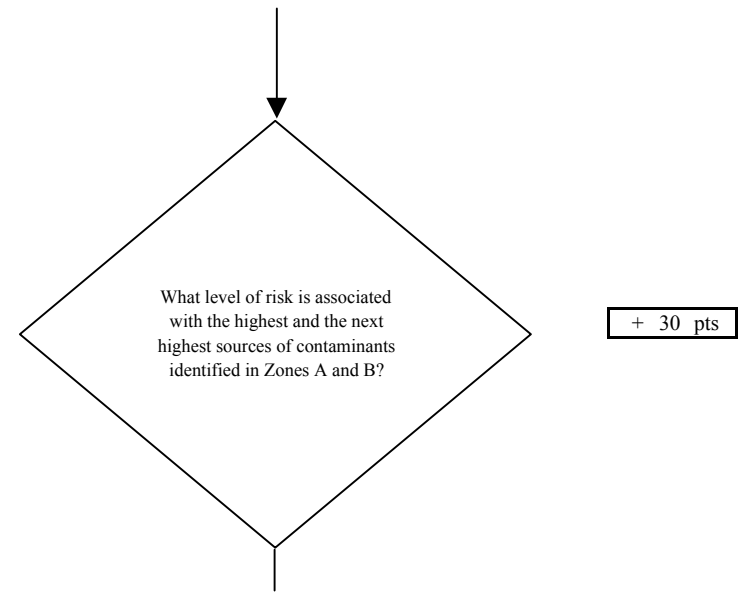 What level of risk is associated
with the highest and the next
highest sources of contaminants
identified in Zones A and B?
+ 30 pts